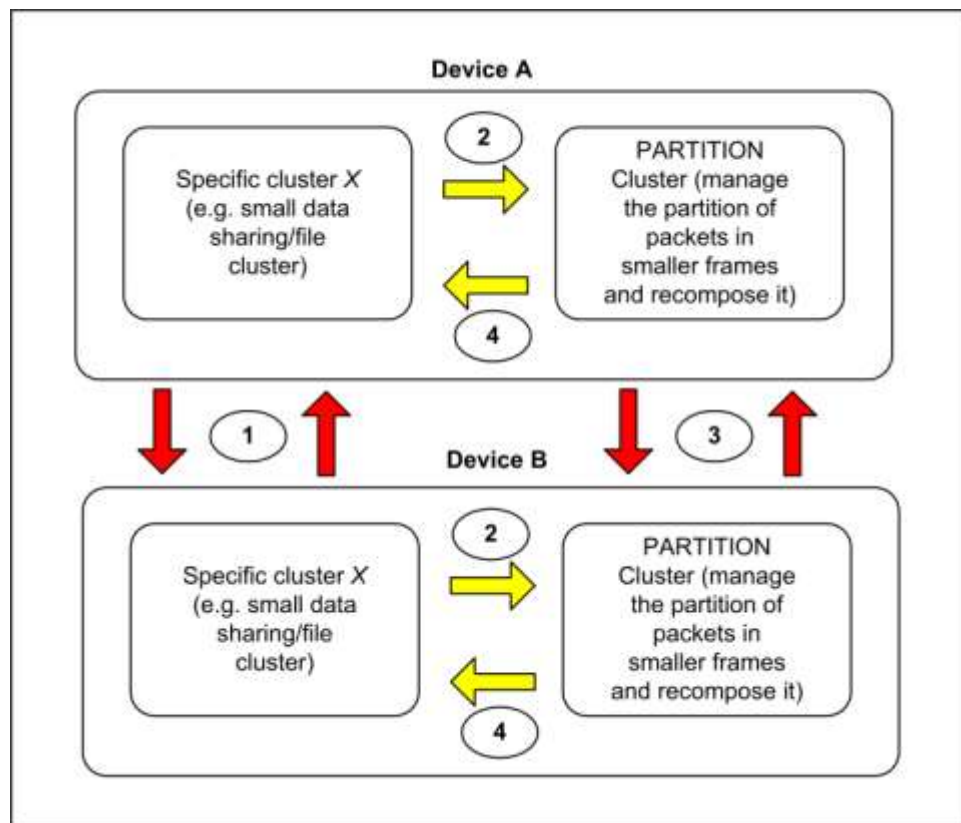 Device A
Specific cluster X
(e.g. small data
sharing/file
cluster)
2
4
PARTITION
Cluster (manage
the partition of
packets in
smaller frames
and recompose it)
1
3
Device B
Specific cluster X
(e.g. small data
sharing/file
cluster)
2
4
PARTITION
Cluster (manage
the partition of
packets in
smaller frames
and recompose it)